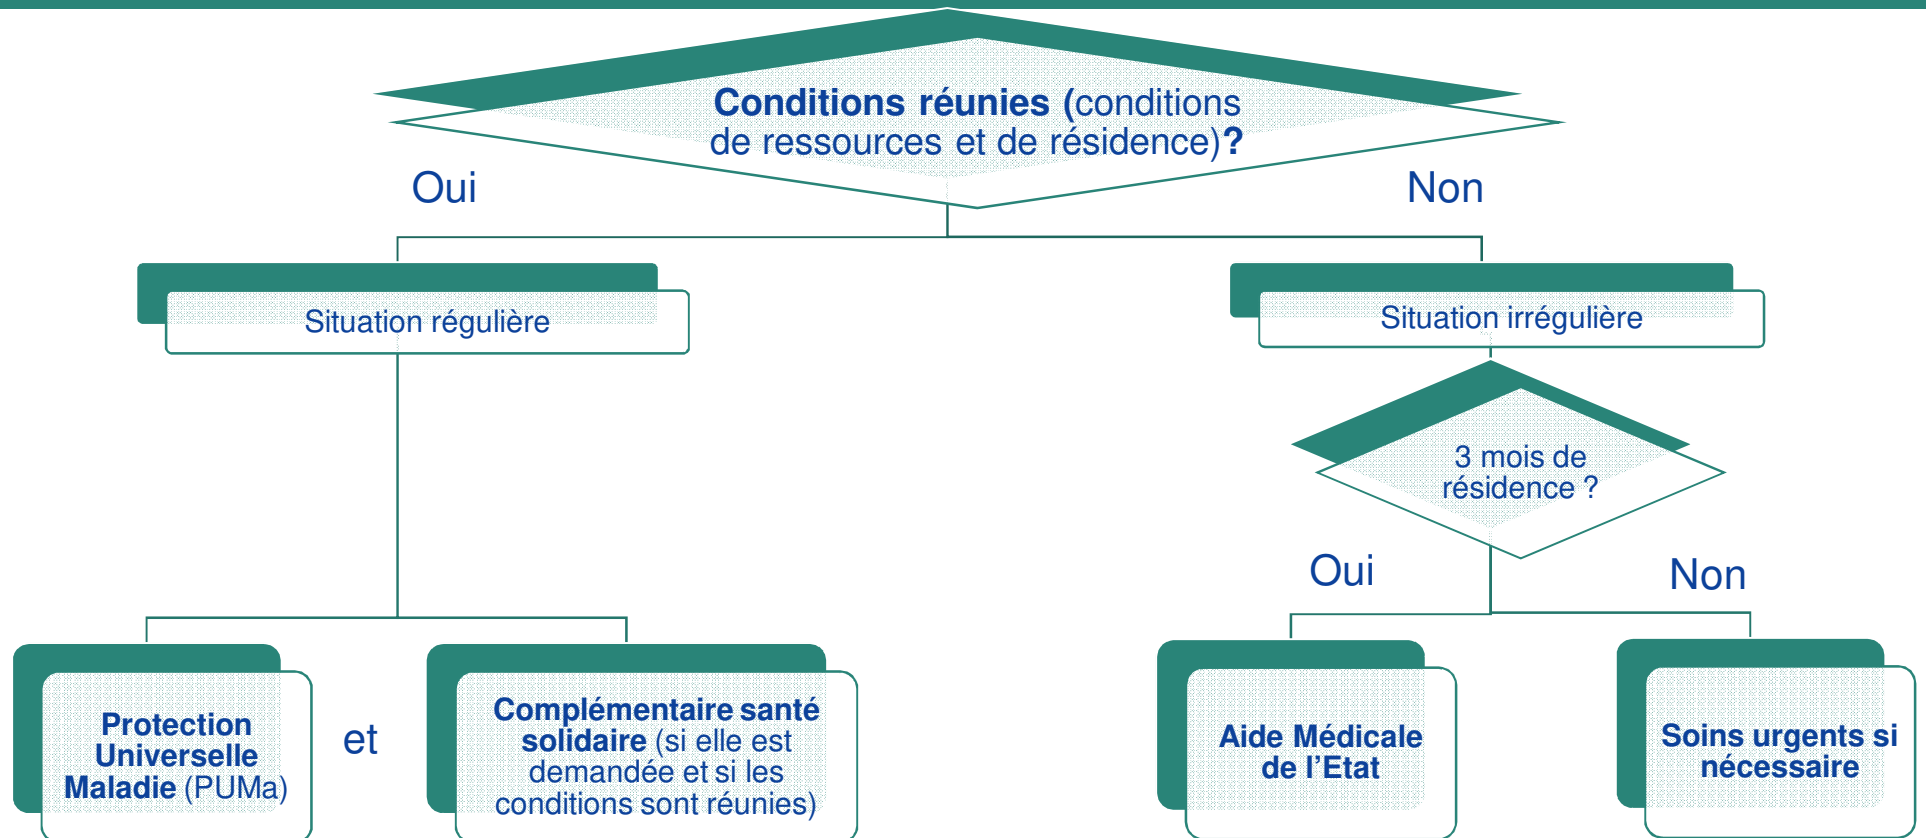 Conditions réunies (conditions
de ressources et de résidence)?
Oui
Non
Situation régulière
Situation irrégulière
3 mois de
résidence ?
Oui
Non
Protection
Universelle
Maladie (PUMa)
et
Complémentaire santé
solidaire (si elle est
demandée et si les
conditions sont réunies)
Aide Médicale
de l'Etat
Soins urgents si
nécessaire